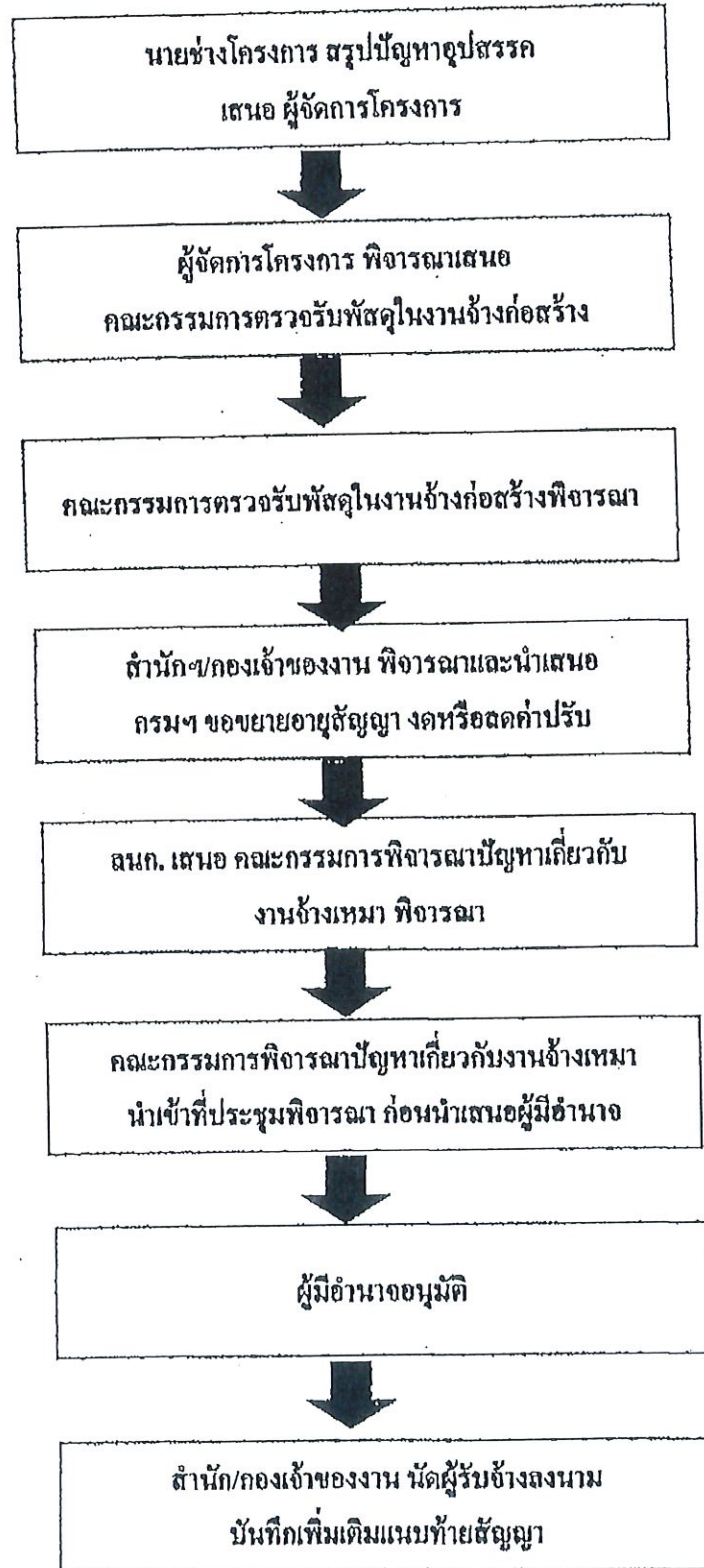 นายช่างโครงการ สรุปปัญหาอุปสรรค
เสนอ ผู้จัดการโครงการ
ผู้จัดการโครงการ พิจารณาเสนอ
คณะกรรมการตรวจรับพัสดุในงานจ้างก่อสร้าง
คณะกรรมการตรวจรับพัสดุในงานจ้างก่อสร้างพิจารณา
สำนักฯ/กองเจ้าของงาน พิจารณาและนำเสนอ
กรมฯ ขอขยายอายุสัญญา งดหรือลดค่าปรับ
สนก. เสนอ คณะกรรมการพิจารณาปัญหาเกี่ยวกับ
งานจ้างเหมา พิจารณา
คณะกรรมการพิจารณาปัญหาเกี่ยวกับงานจ้างเหมา
นำเข้าที่ประชุมพิจารณา ก่อนนำเสนอผู้มีอำนาจ
ผู้มีอำนาจอนุมัติ
สำนัก/กองเจ้าของงาน นัดผู้รับจ้างลงนาม
บันทึกเพิ่มเติมแนบท้ายสัญญา